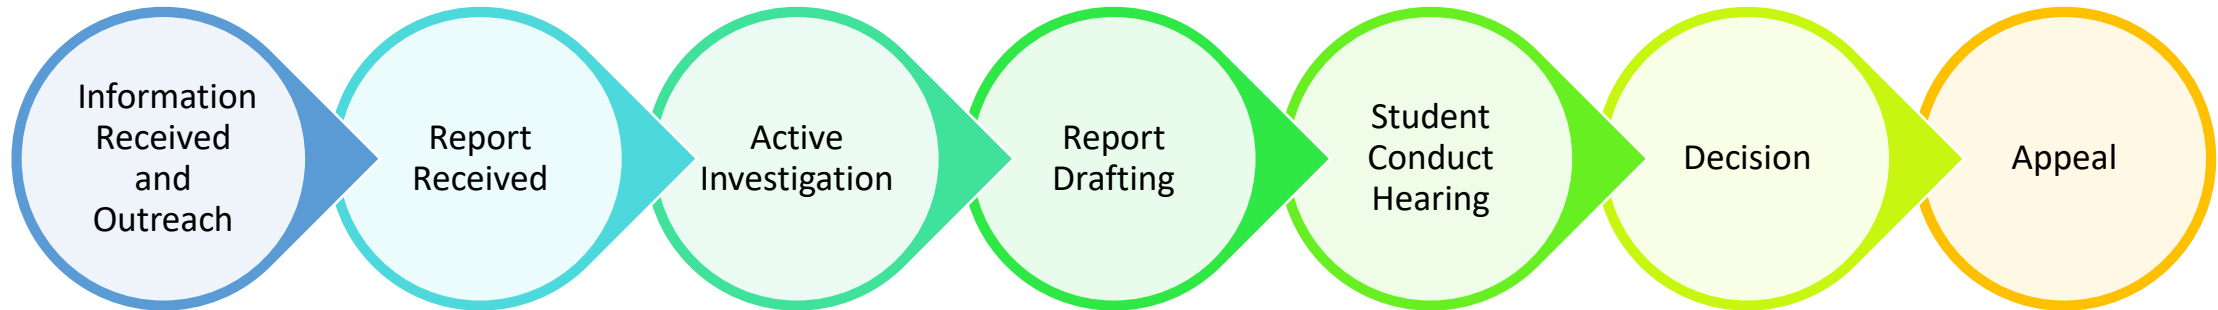 Information
Received
and
Outreach
Report
Received
Active
Investigation
Report
Drafting
Student
Conduct
Hearing
Decision
Appeal